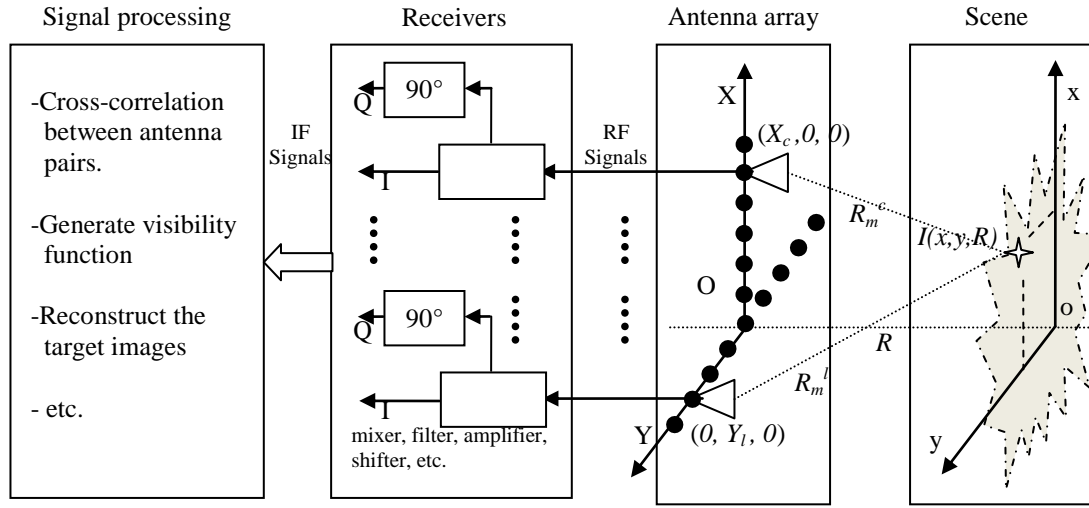 Signal processing
Receivers
Antenna array
Scene
-Cross-correlation
between antenna
pairs.
-Generate visibility
function
-Reconstruct the
target images
- etc.
IF
Signals
90°
Q
I
90°
Q
I
mixer, filter, amplifier,
shifter, etc.
RF
Signals
X
(X_c,0, 0)
O
Y
(0, Y_l, 0)
R_m^c
R_m^l
R
x
I(x,y,R)
o
y